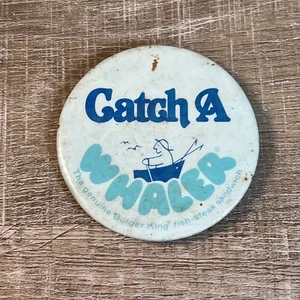 Catch A
WHALER®
The genuine Burger King® fish-steak sandwich